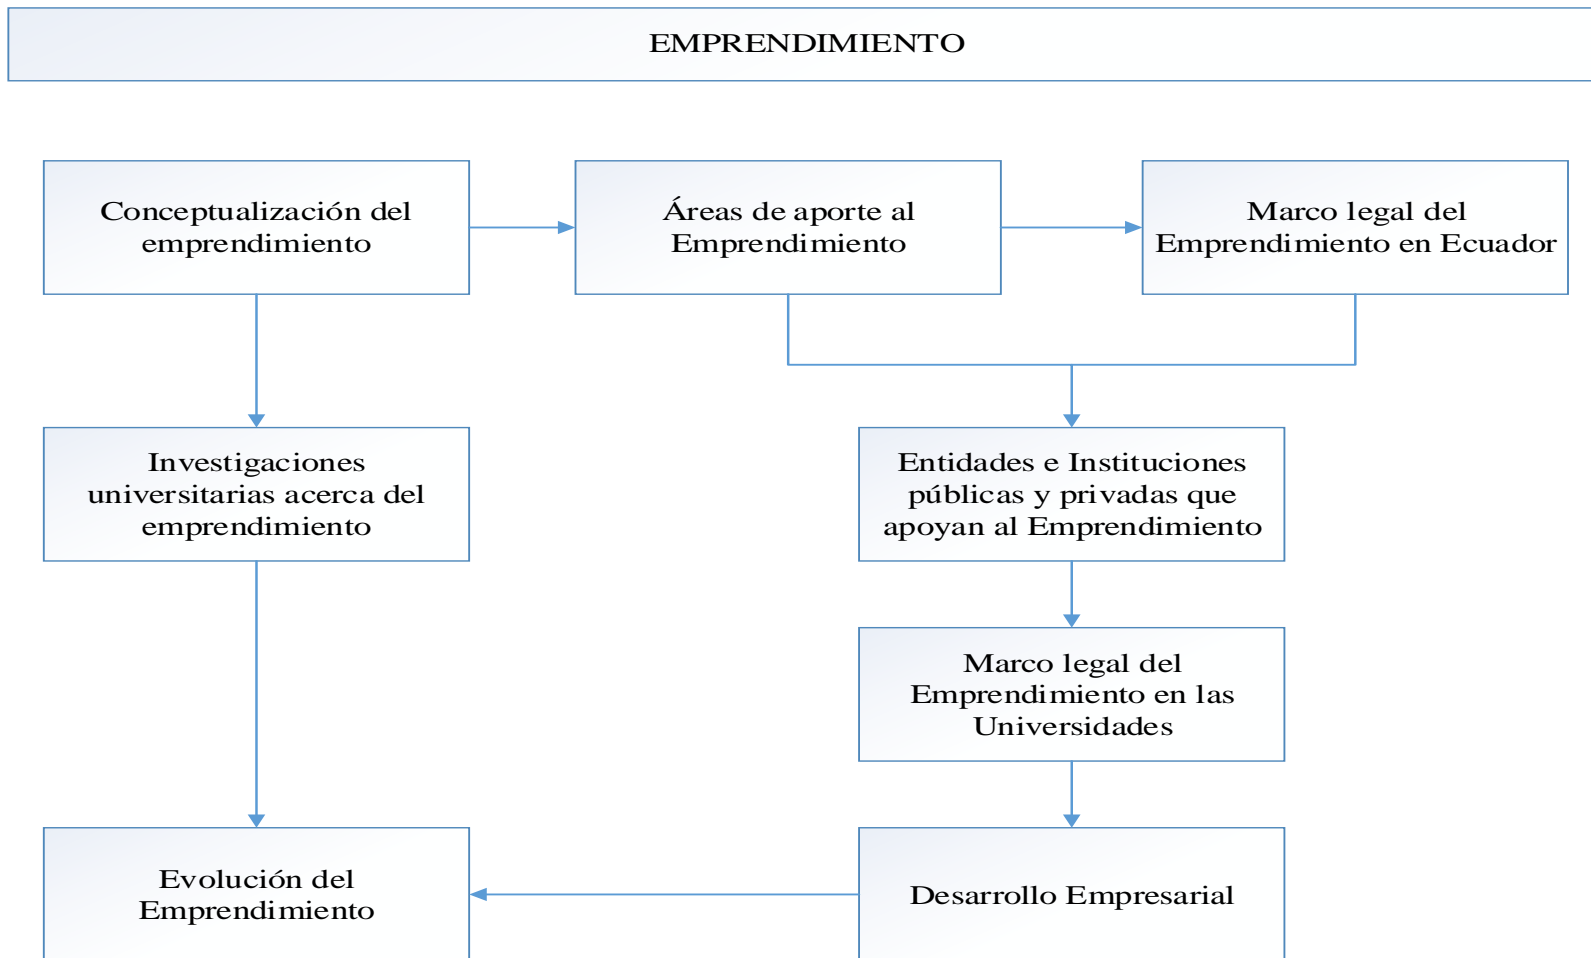 EMPRENDIMIENTO
Conceptualización del
emprendimiento
Áreas de aporte al
Emprendimiento
Marco legal del
Emprendimiento en Ecuador
Investigaciones
universitarias acerca del
emprendimiento
Entidades e Instituciones
públicas y privadas que
apoyan al Emprendimiento
Marco legal del
Emprendimiento en las
Universidades
Evolución del
Emprendimiento
Desarrollo Empresarial